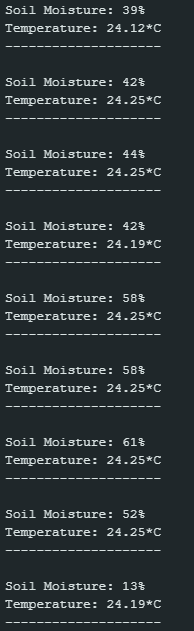 Soil Moisture: 39%
Temperature: 24.12*C
--------------------
Soil Moisture: 42%
Temperature: 24.25*C
--------------------
Soil Moisture: 44%
Temperature: 24.25*C
--------------------
Soil Moisture: 42%
Temperature: 24.19*C
--------------------
Soil Moisture: 58%
Temperature: 24.25*C
--------------------
Soil Moisture: 58%
Temperature: 24.25*C
--------------------
Soil Moisture: 61%
Temperature: 24.25*C
--------------------
Soil Moisture: 52%
Temperature: 24.25*C
--------------------
Soil Moisture: 13%
Temperature: 24.19*C
--------------------